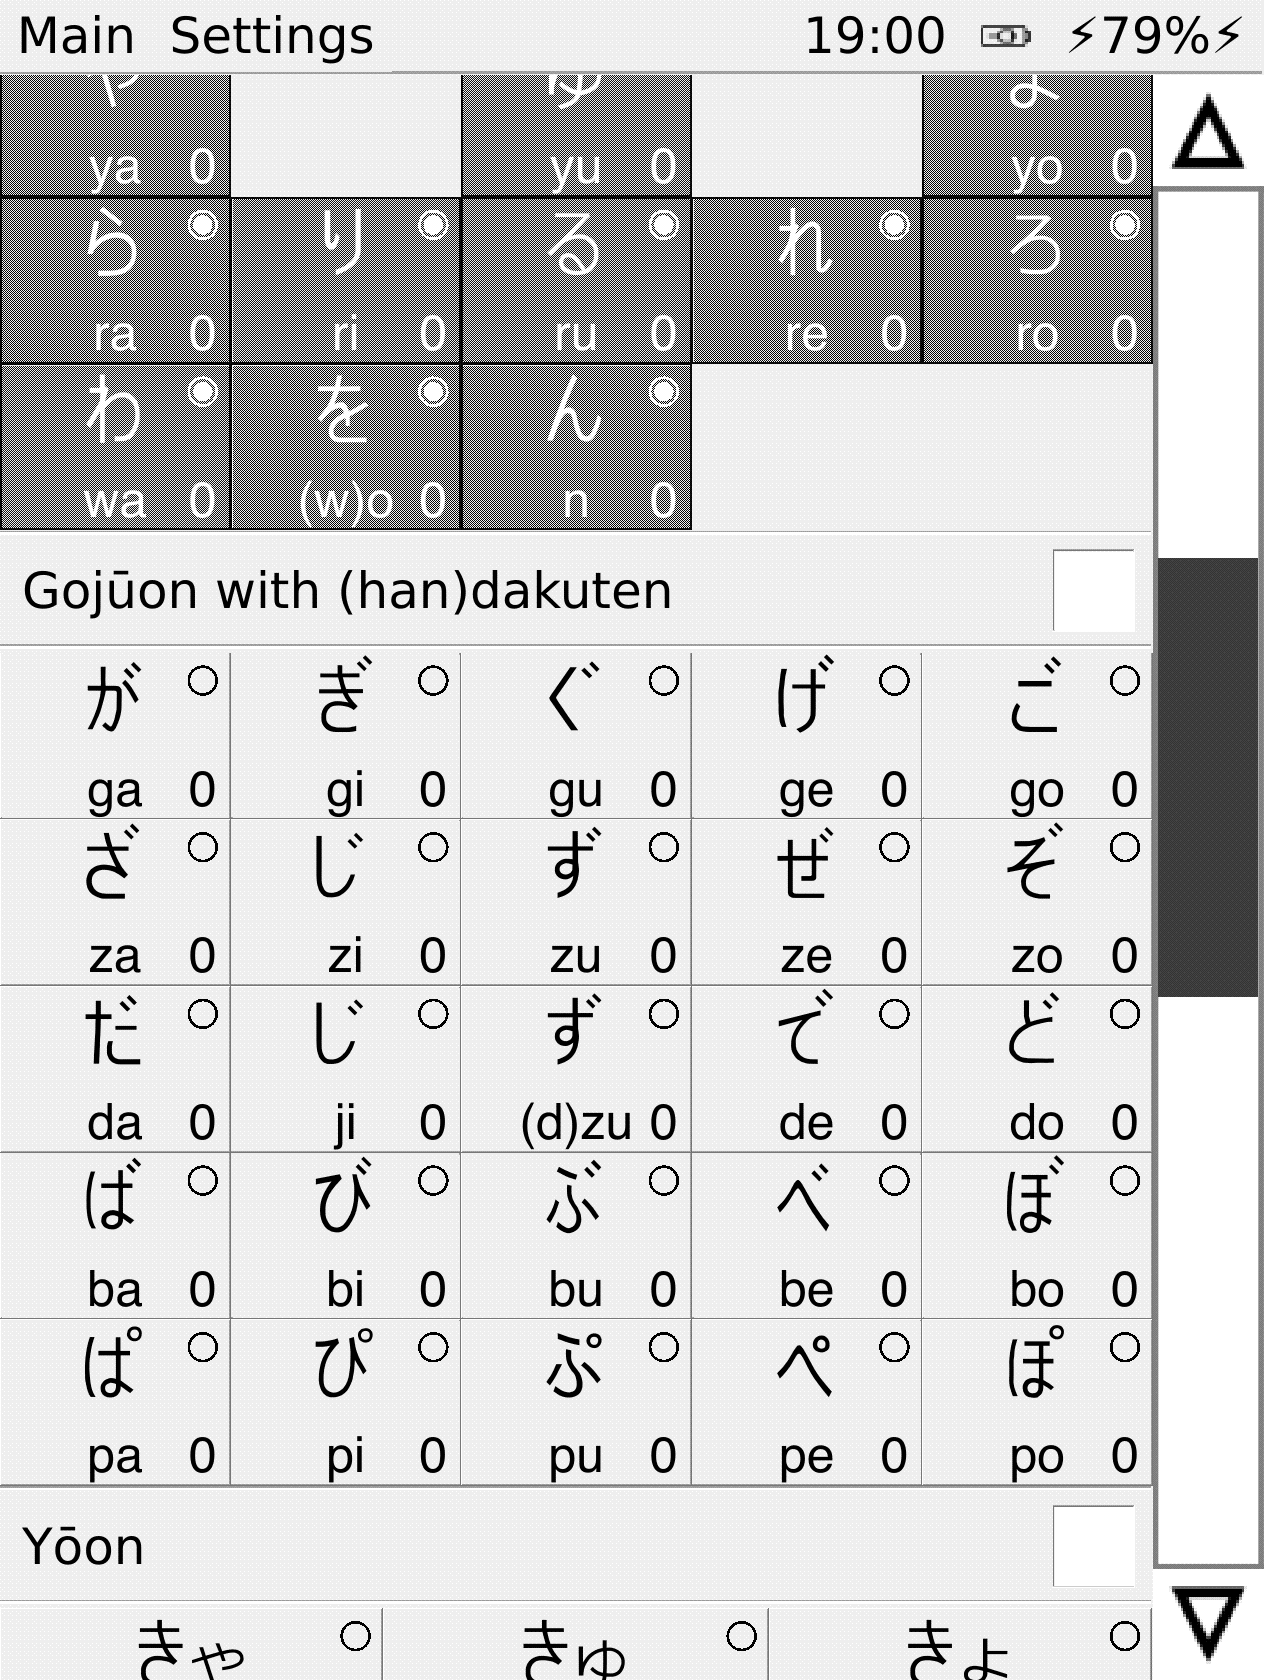 Main Settings 19:00 ⚡79%⚡
や ゆ よ
ya 0 yu 0 yo 0
ら り る れ ろ
ra 0 ri 0 ru 0 re 0 ro 0
わ を ん
wa 0 (w)o 0 n 0
Gojūon with (han)dakuten
が ぎ ぐ げ ご
ga 0 gi 0 gu 0 ge 0 go 0
ざ じ ず ぜ ぞ
za 0 zi 0 zu 0 ze 0 zo 0
だ じ ず で ど
da 0 ji 0 (d)zu 0 de 0 do 0
ば び ぶ べ ぼ
ba 0 bi 0 bu 0 be 0 bo 0
ぱ ぴ ぷ ぺ ぽ
pa 0 pi 0 pu 0 pe 0 po 0
Yōon
きゃ きゅ きょ